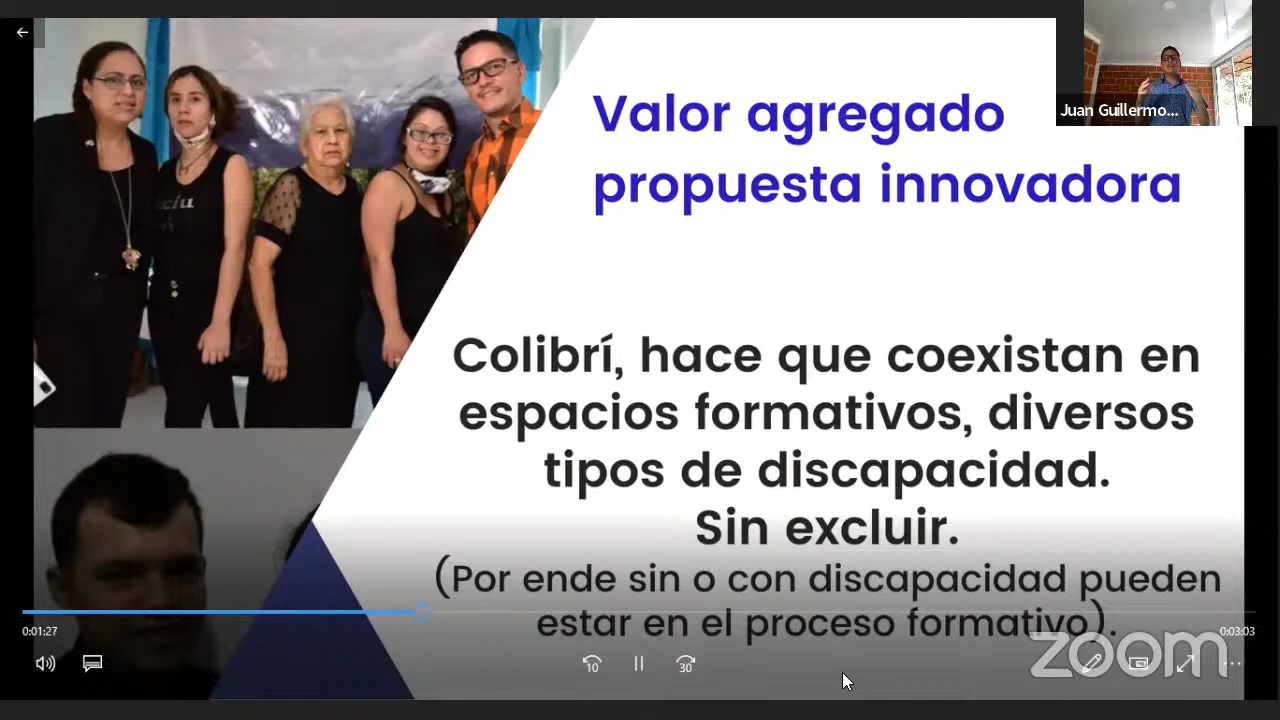 Juan Guillermo...
Valor agregado
propuesta innovadora
Colibrí, hace que coexistan en
espacios formativos, diversos
tipos de discapacidad.
Sin excluir.
(Por ende sin o con discapacidad pueden
estar en el proceso formativo).
0:01:27
0:03:03
10
30
zoom